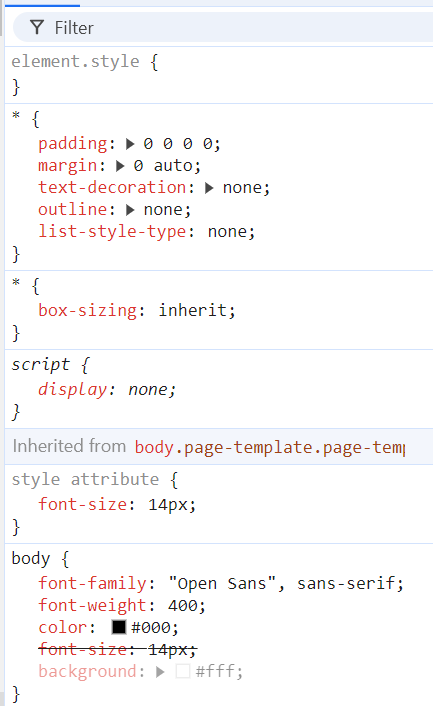 Filter
element.style {
}
* {
padding: 0 0 0 0;
margin: 0 auto;
text-decoration: none;
outline: none;
list-style-type: none;
}
* {
box-sizing: inherit;
}
script {
display: none;
}
Inherited from body.page-template.page-temp
style attribute {
font-size: 14px;
}
body {
font-family: "Open Sans", sans-serif;
font-weight: 400;
color: #000;
font-size: 14px;
background: #fff;
}